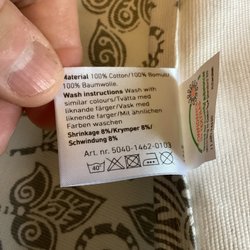 Material 100% Cotton/100% Bomull/
100% Baumwolle.
Wash instructions Wash with
similar colours/Tvätta med
liknande färger/Vask med
liknende farger/Mit ähnlichen
Farben waschen
Shrinkage 8%/Krymper 8%/
Schwindung 8%
Art. nr. 5040-1462-0103
40°